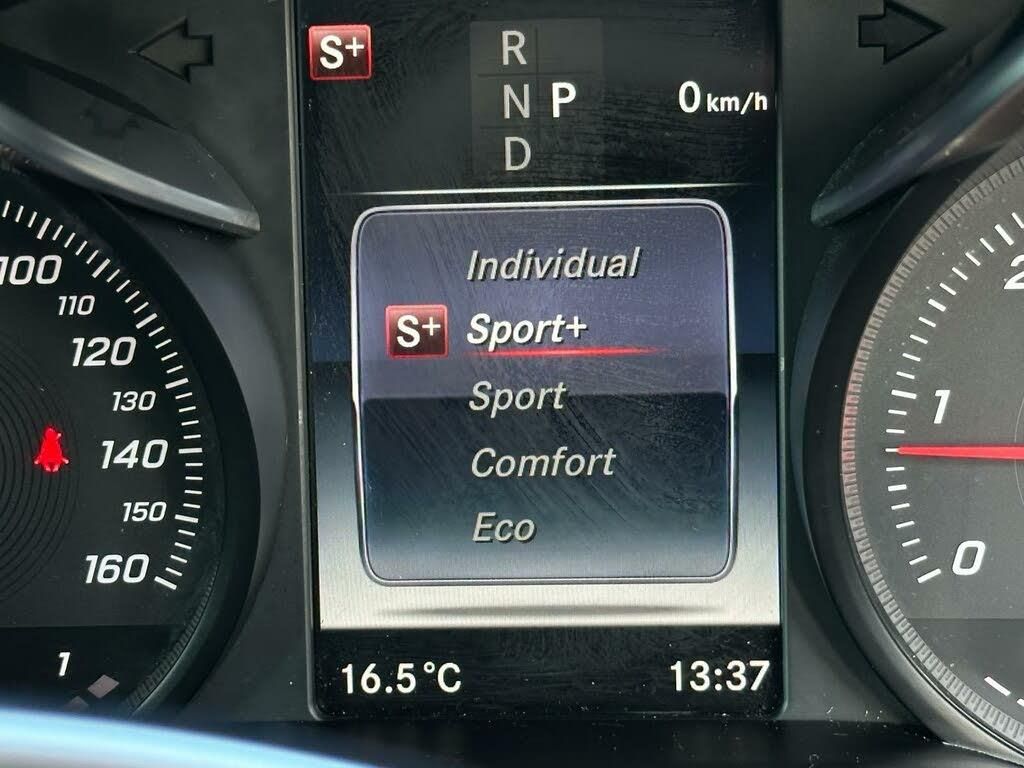 S+
R
N P
D
0 km/h
Individual
S+ Sport+
Sport
Comfort
Eco
16.5 °C
13:37
100
110
120
130
140
150
160
1
2
1
0